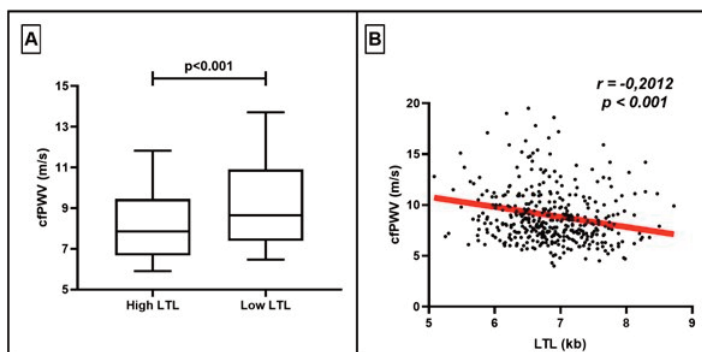 A
p<0.001
15
13
11
9
7
5
cfPWV (m/s)
High LTL
Low LTL
B
r = -0,2012
p < 0.001
20
15
10
5
0
cfPWV (m/s)
5
6
7
8
9
LTL (kb)